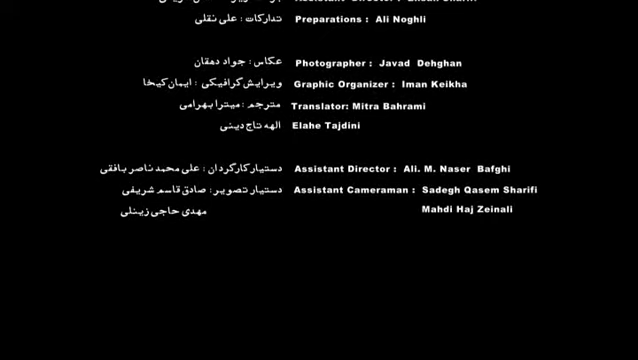 تدارکات : علی نقلی Preparations : Ali Noghli
عکاس : جواد دهقان Photographer : Javad Dehghan
ویرایش گرافیکی : ایمان کیخا Graphic Organizer : Iman Keikha
مترجم : میترا بهرامی Translator: Mitra Bahrami
الهه تاج دینی Elahe Tajdini
دستیار کارگردان : علی محمد ناصر بافقی Assistant Director : Ali. M. Naser Bafghi
دستیار تصویر : صادق قاسم شریفی Assistant Cameraman : Sadegh Qasem Sharifi
مهدی حاجی زینلی Mahdi Haj Zeinali